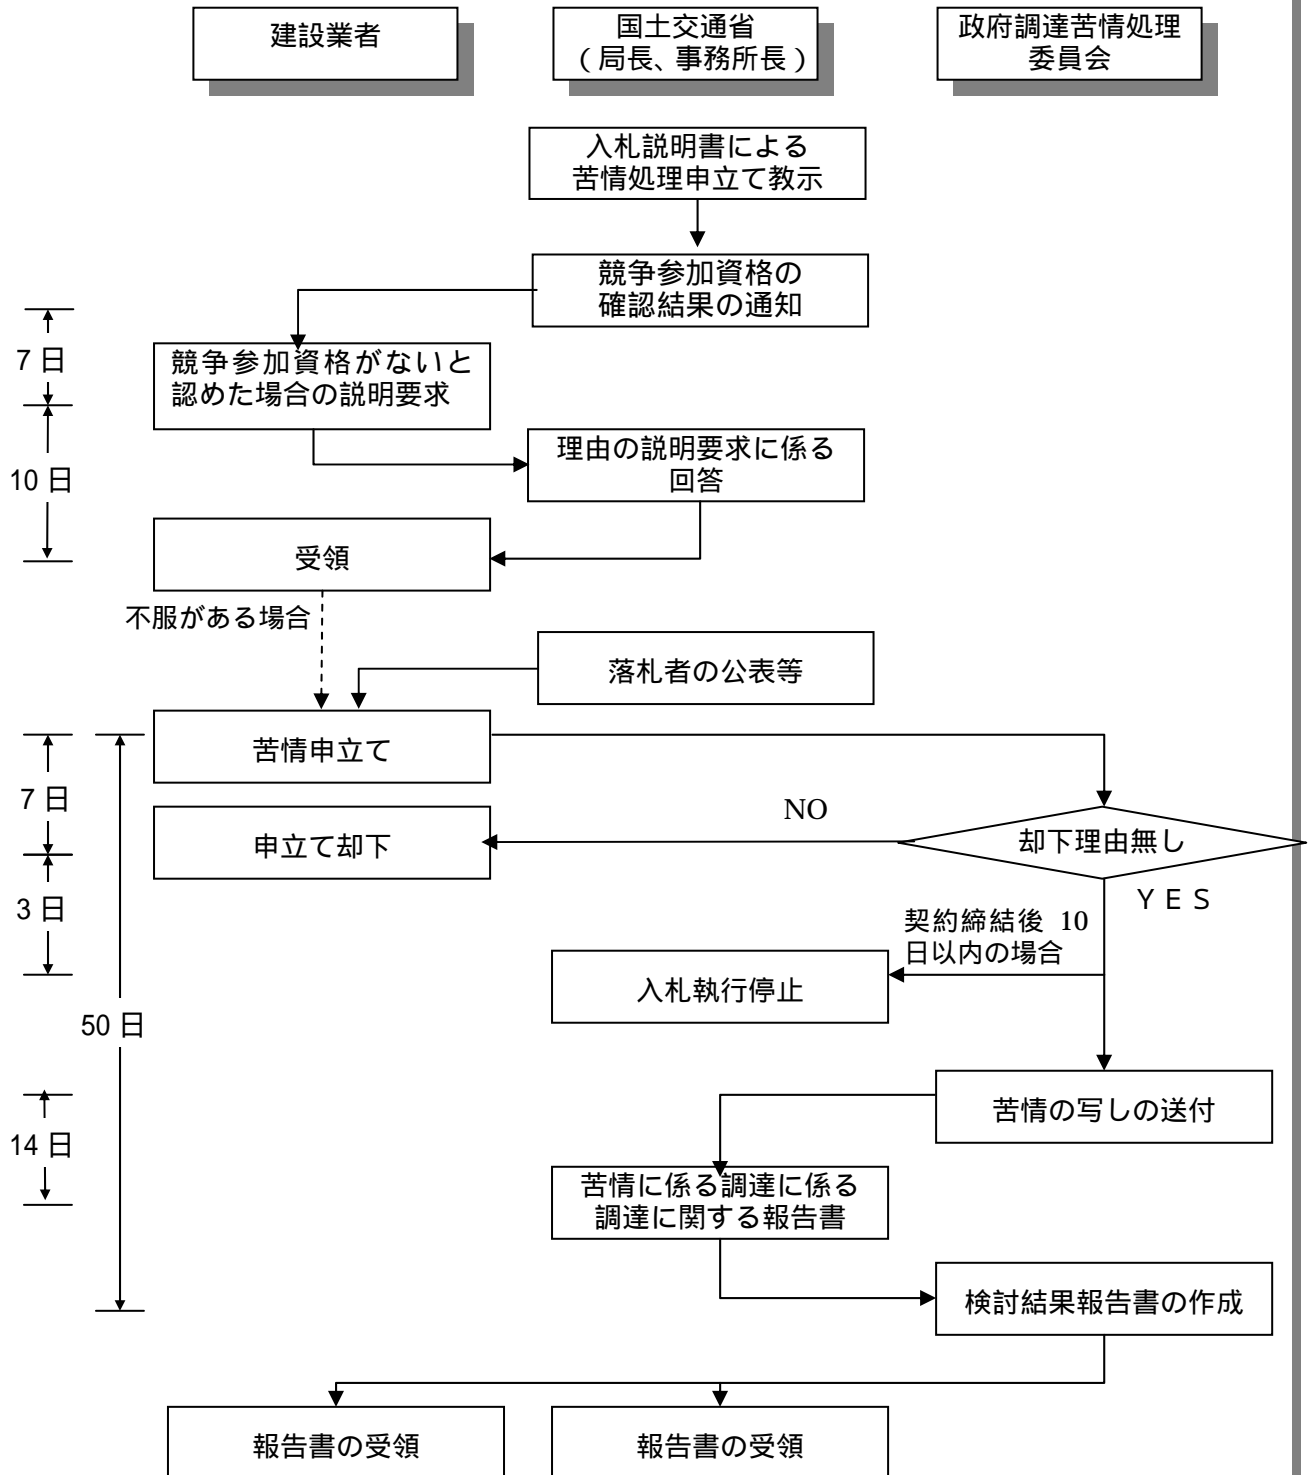 建設業者
国土交通省
（局長、事務所長）
政府調達苦情処理
委員会
入札説明書による
苦情処理申立て教示
競争参加資格の
確認結果の通知
7 日
競争参加資格がないと
認めた場合の説明要求
10 日
理由の説明要求に係る
回答
受領
不服がある場合
落札者の公表等
苦情申立て
7 日
NO
申立て却下
却下理由無し
ＹＥＳ
3 日
契約締結後 10
日以内の場合
入札執行停止
50 日
苦情の写しの送付
14 日
苦情に係る調達に係る
調達に関する報告書
検討結果報告書の作成
報告書の受領
報告書の受領